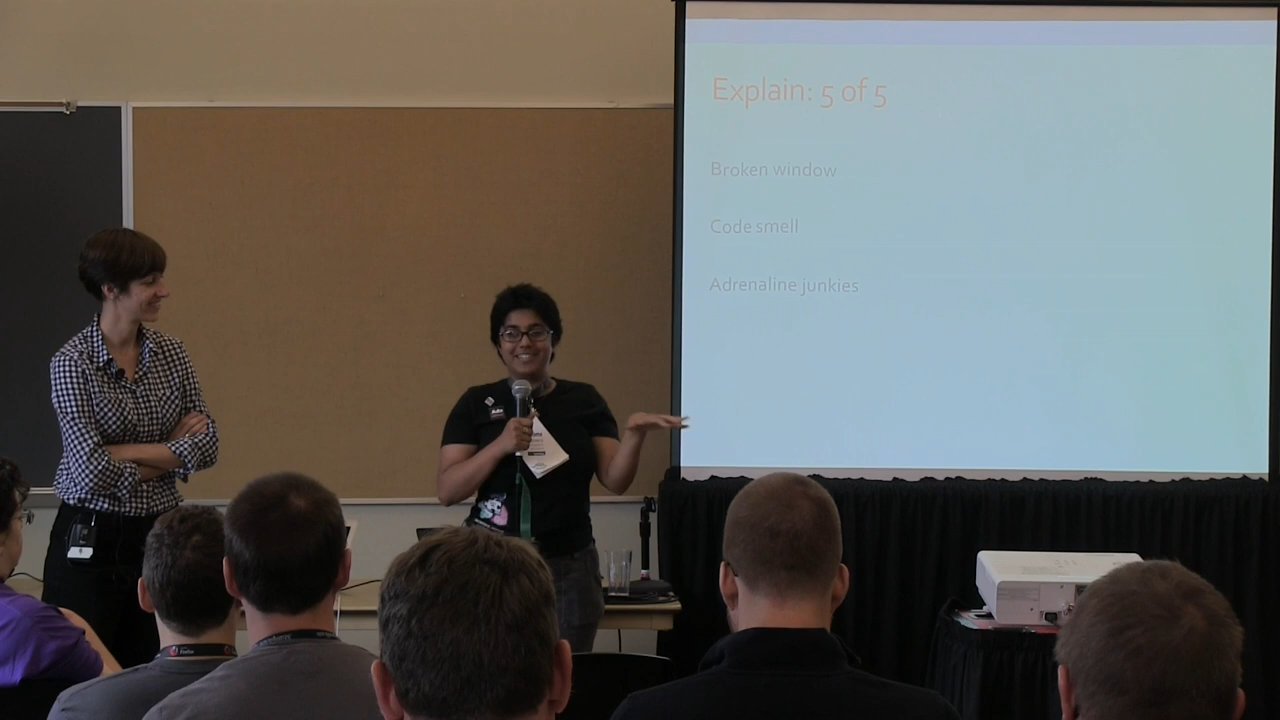 Explain: 5 of 5
Broken window
Code smell
Adrenaline junkies